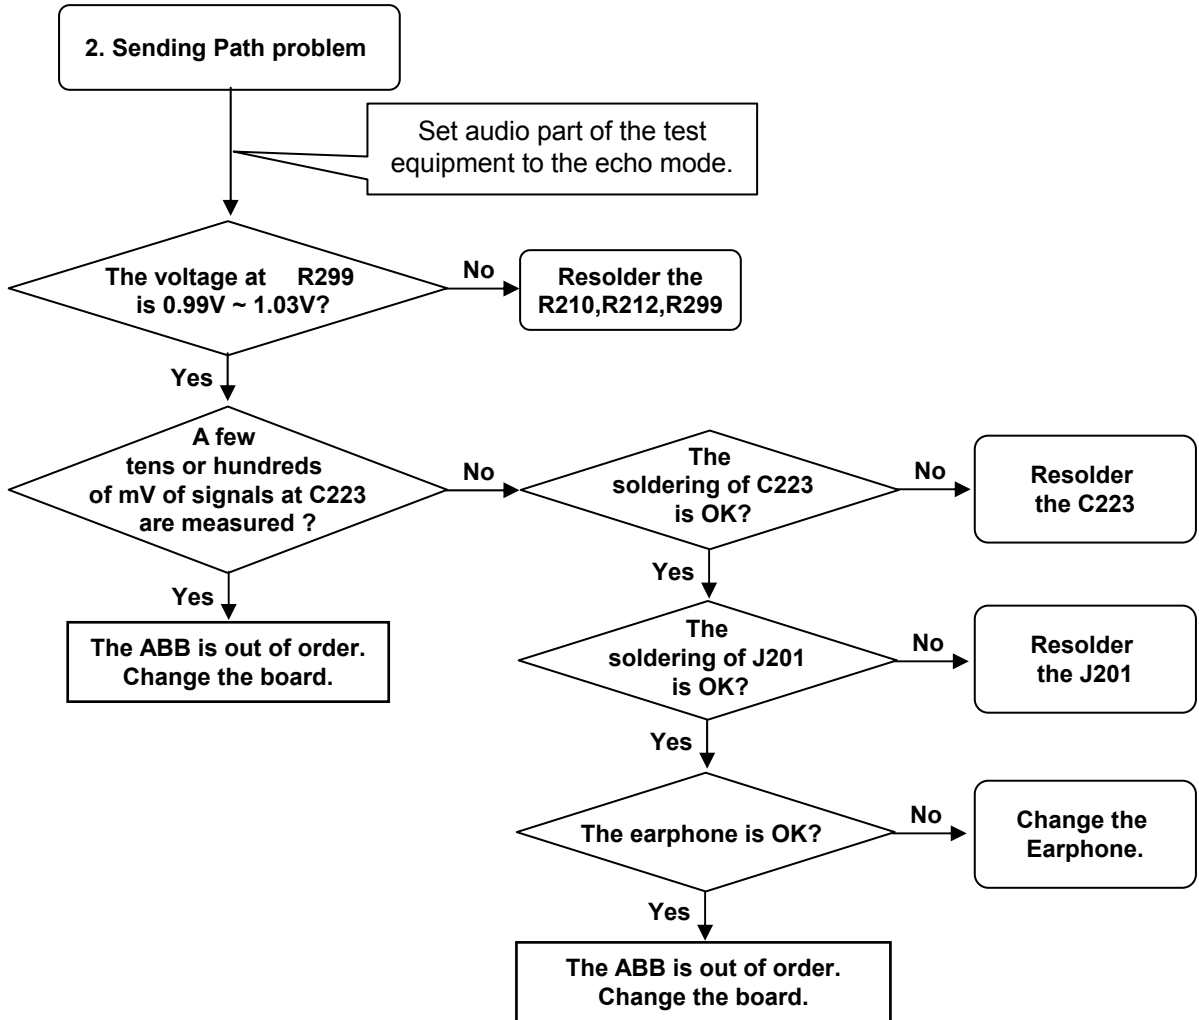 2. Sending Path problem
Set audio part of the test
equipment to the echo mode.
The voltage at R299
is 0.99V ~ 1.03V?
No
Resolder the
R210,R212,R299
Yes
A few
tens or hundreds
of mV of signals at C223
are measured ?
No
The
soldering of C223
is OK?
No
Resolder
the C223
Yes
The ABB is out of order.
Change the board.
Yes
The
soldering of J201
is OK?
No
Resolder
the J201
Yes
The earphone is OK?
No
Change the
Earphone.
Yes
The ABB is out of order.
Change the board.